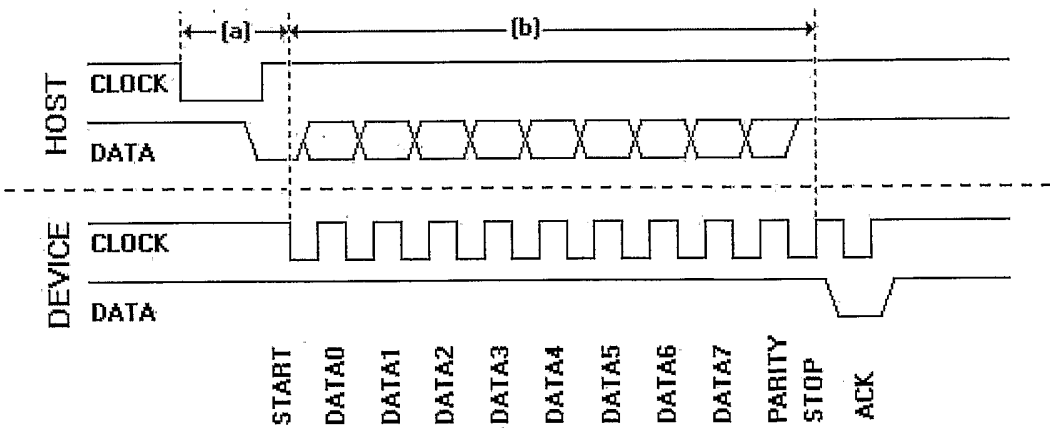 (a)
(b)
HOST
CLOCK
DATA
DEVICE
CLOCK
DATA
START
DATA0
DATA1
DATA2
DATA3
DATA4
DATA5
DATA6
DATA7
PARITY
STOP
ACK